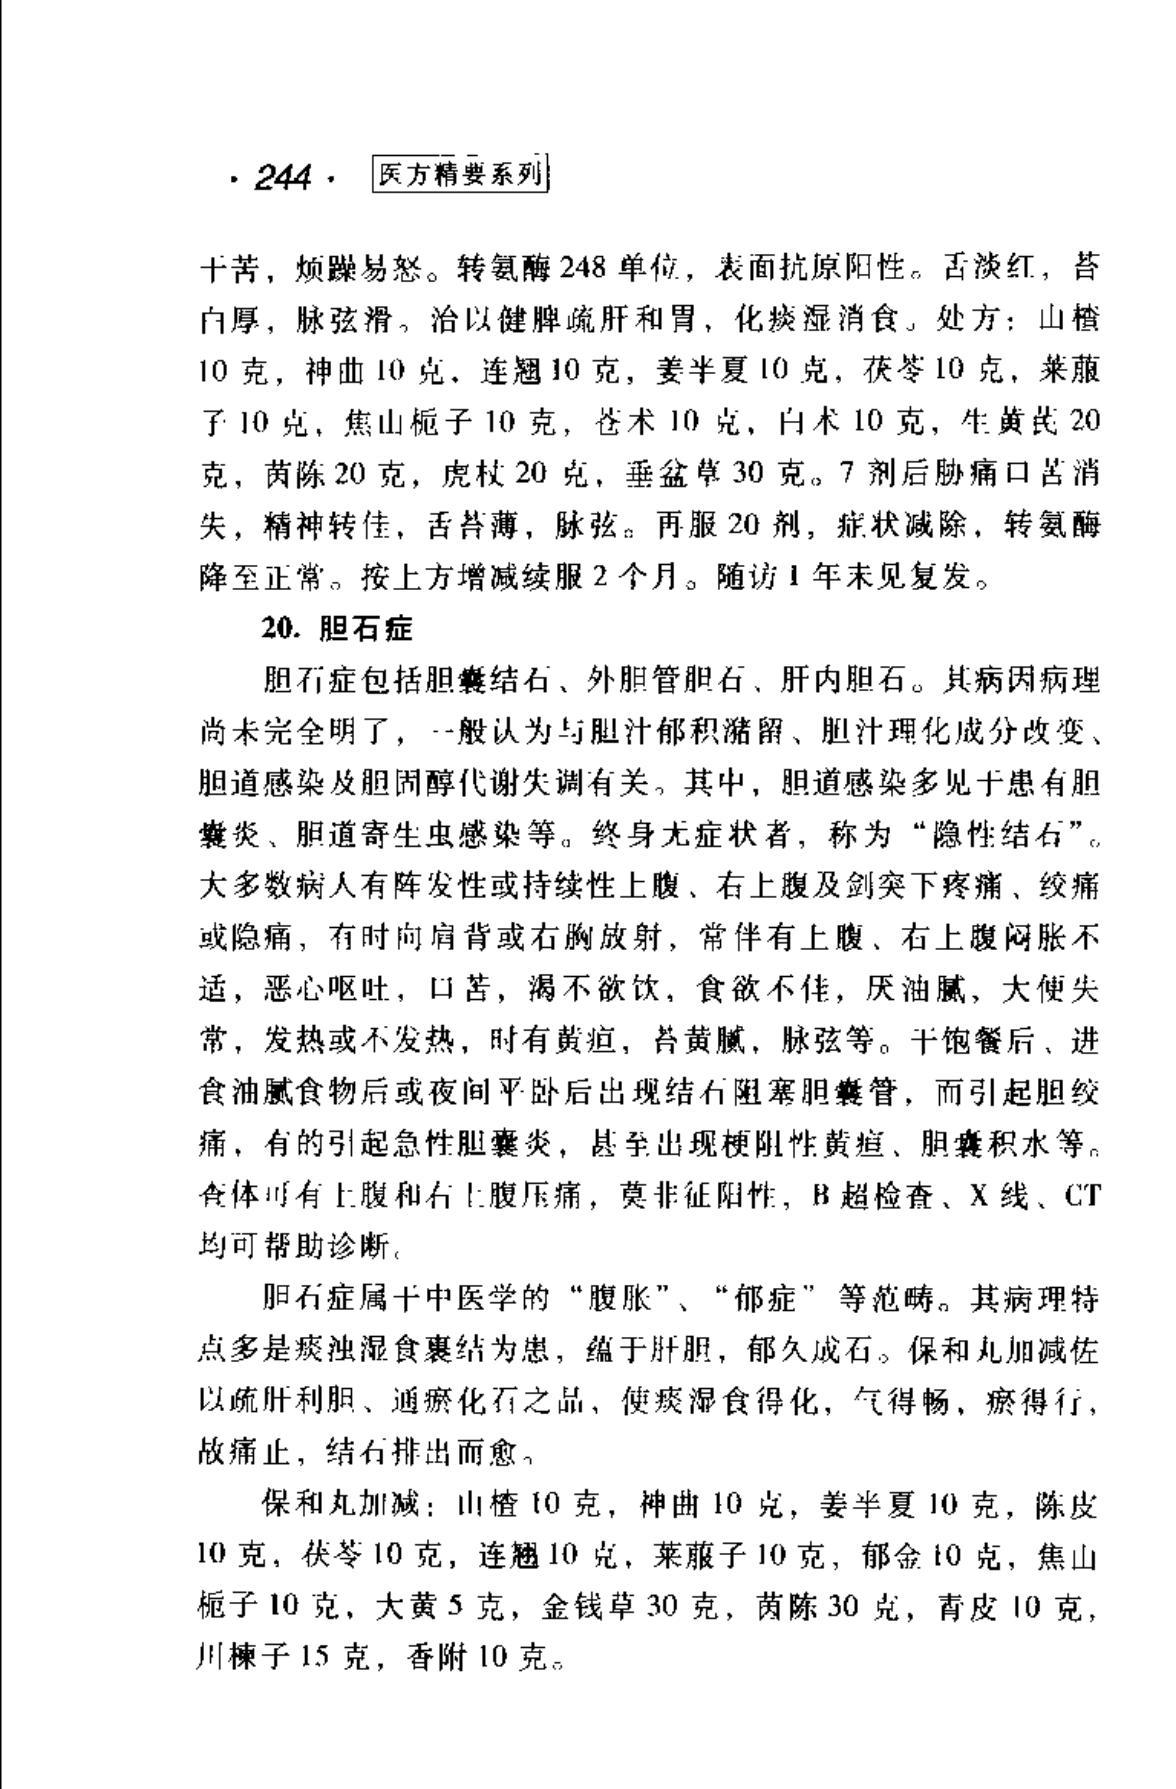 · 244 · 医方精要系列
干苦，烦躁易怒。转氨酶 248 单位，表面抗原阳性。舌淡红，苔
白厚，脉弦滑。治以健脾疏肝和胃，化痰湿消食。处方：山楂
10 克，神曲 10 克，连翘 10 克，姜半夏 10 克，茯苓 10 克，莱菔
子 10 克，焦山栀子 10 克，苍术 10 克，白术 10 克，生黄芪 20
克，茵陈 20 克，虎杖 20 克，垂盆草 30 克。7 剂后胁痛口苦消
失，精神转佳，舌苔薄，脉弦。再服 20 剂，症状减除，转氨酶
降至正常。按上方增减续服 2 个月。随访 1 年未见复发。
20. 胆石症
胆石症包括胆囊结石、外胆管胆石、肝内胆石。其病因病理
尚未完全明了，一般认为与胆汁郁积潴留、胆汁理化成分改变、
胆道感染及胆固醇代谢失调有关。其中，胆道感染多见于患有胆
囊炎、胆道寄生虫感染等。终身无症状者，称为“隐性结石”。
大多数病人有阵发性或持续性上腹、右上腹及剑突下疼痛、绞痛
或隐痛，有时向肩背或右胸放射，常伴有上腹、右上腹闷胀不
适，恶心呕吐，口苦，渴不欲饮，食欲不佳，厌油腻，大便失
常，发热或不发热，时有黄疸，苔黄腻，脉弦等。于饱餐后、进
食油腻食物后或夜间平卧后出现结石阻塞胆囊管，而引起胆绞
痛，有的引起急性胆囊炎，甚至出现梗阻性黄疸、胆囊积水等。
查体可有上腹和右上腹压痛，莫非征阳性，B 超检查、X 线、CT
均可帮助诊断。
胆石症属于中医学的“腹胀”、“郁症”等范畴。其病理特
点多是痰浊湿食裹结为患，蕴于肝胆，郁久成石。保和丸加减佐
以疏肝利胆、通瘀化石之品，使痰湿食得化，气得畅，瘀得行，
故痛止，结石排出而愈。
保和丸加减：山楂 10 克，神曲 10 克，姜半夏 10 克，陈皮
10 克，茯苓 10 克，连翘 10 克，莱菔子 10 克，郁金 10 克，焦山
栀子 10 克，大黄 5 克，金钱草 30 克，茵陈 30 克，青皮 10 克，
川楝子 15 克，香附 10 克。